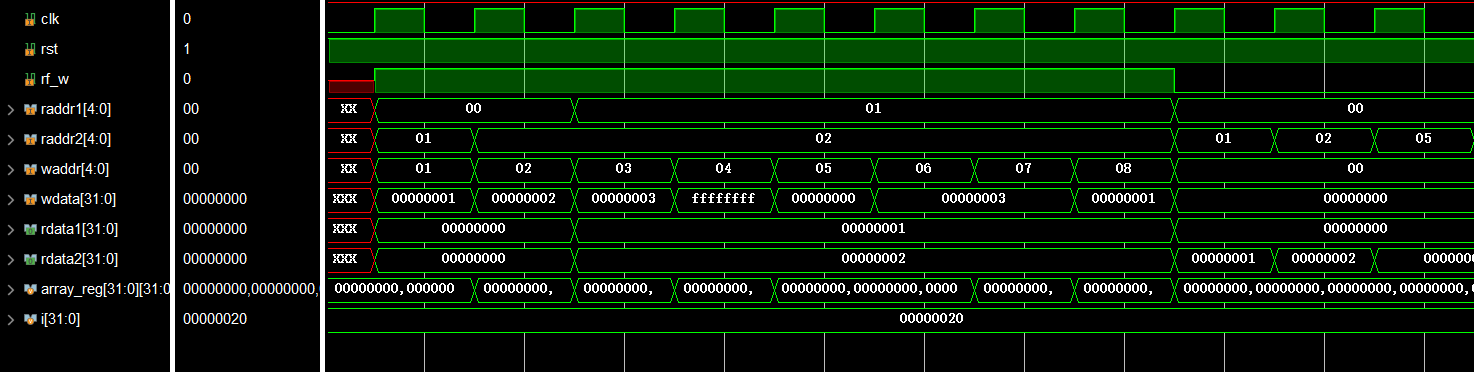 clk 0
rst 1
rf_w 0
raddr1[4:0] 00 XX 00 01 00
raddr2[4:0] 00 XX 01 02 01 02 05
waddr[4:0] 00 XX 01 02 03 04 05 06 07 08 00
wdata[31:0] 00000000 XXX 00000001 00000002 00000003 ffffffff 00000000 00000003 00000001 00000000
rdata1[31:0] 00000000 XXX 00000000 00000001 00000000
rdata2[31:0] 00000000 XXX 00000000 00000002 00000001 00000002 00000
array_reg[31:0][31:0 00000000,00000000, 00000000,000000 00000000, 00000000, 00000000, 00000000,00000000,0000 00000000, 00000000, 00000000,00000000,00000000,00000000,
i[31:0] 00000020 00000020